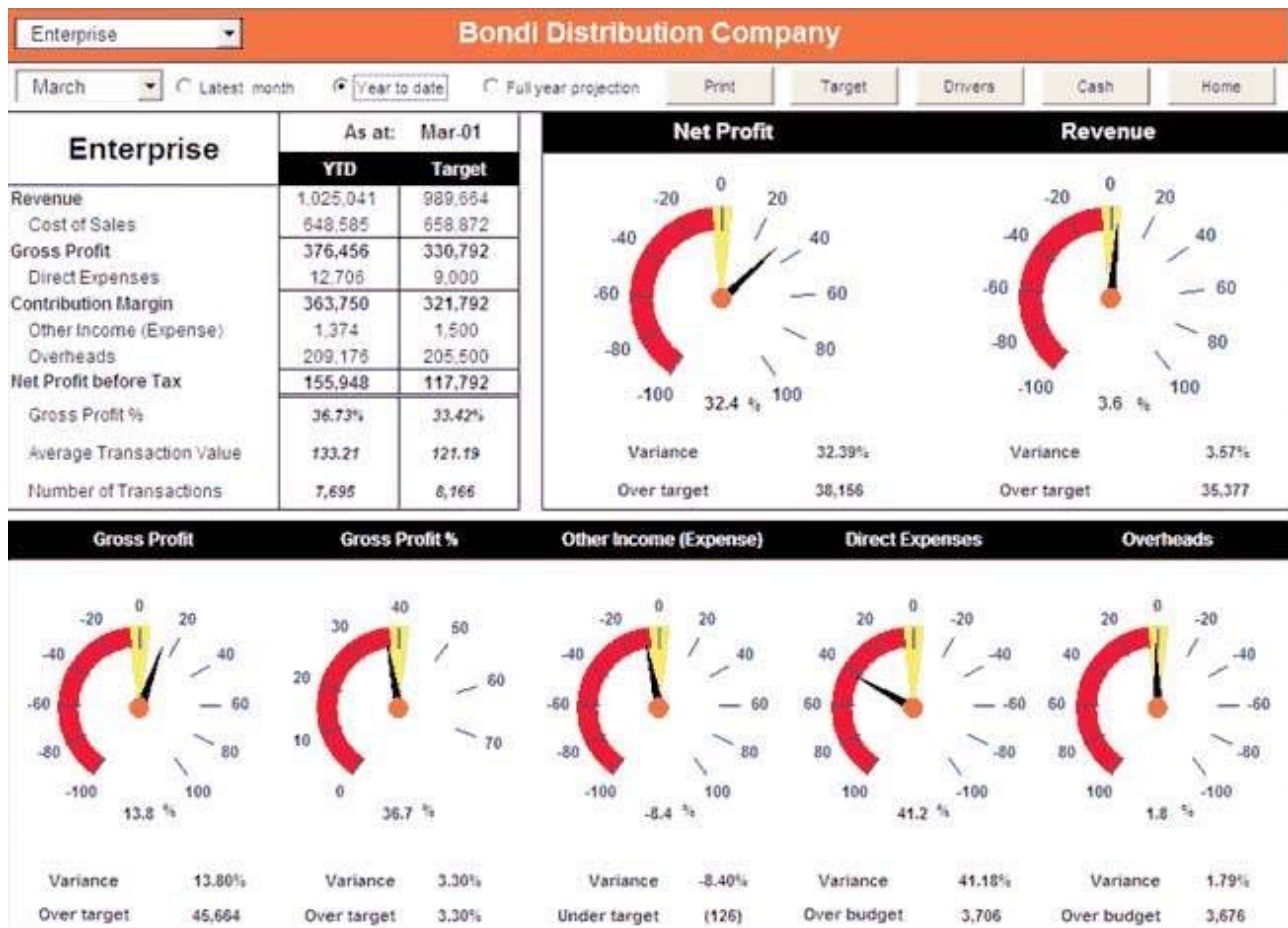 Enterprise
Bondi Distribution Company
March
Latest month
Year to date
Full year projection
Print
Target
Drivers
Cash
Home
Enterprise
As at: Mar-01
YTD Target
Revenue 1,025,041 989,664
Cost of Sales 648,585 658,872
Gross Profit 376,456 330,792
Direct Expenses 12,706 9,000
Contribution Margin 363,750 321,792
Other Income (Expense) 1,374 1,500
Overheads 209,176 205,500
Net Profit before Tax 155,948 117,792
Gross Profit % 36.73% 33.42%
Average Transaction Value 133.21 121.19
Number of Transactions 7,695 8,166
Net Profit
0
-20 20
-40 40
-60 60
-80 80
-100 100
32.4 %
Variance 32.39%
Over target 38,156
Revenue
0
-20 20
-40 40
-60 60
-80 80
-100 100
3.6 %
Variance 3.57%
Over target 35,377
Gross Profit
0
-20 20
-40 40
-60 60
-80 80
-100 100
13.8 %
Variance 13.80%
Over target 45,664
Gross Profit %
40
30 50
20 60
10 70
0
36.7 %
Variance 3.30%
Over target 3.30%
Other Income (Expense)
0
-20 20
-40 40
-60 60
-80 80
-100 100
-8.4 %
Variance -8.40%
Under target (126)
Direct Expenses
0
20 -20
40 -40
60 -60
80 -80
100 -100
41.2 %
Variance 41.18%
Over budget 3,706
Overheads
0
20 -20
40 -40
60 -60
80 -80
100 -100
1.8 %
Variance 1.79%
Over budget 3,676